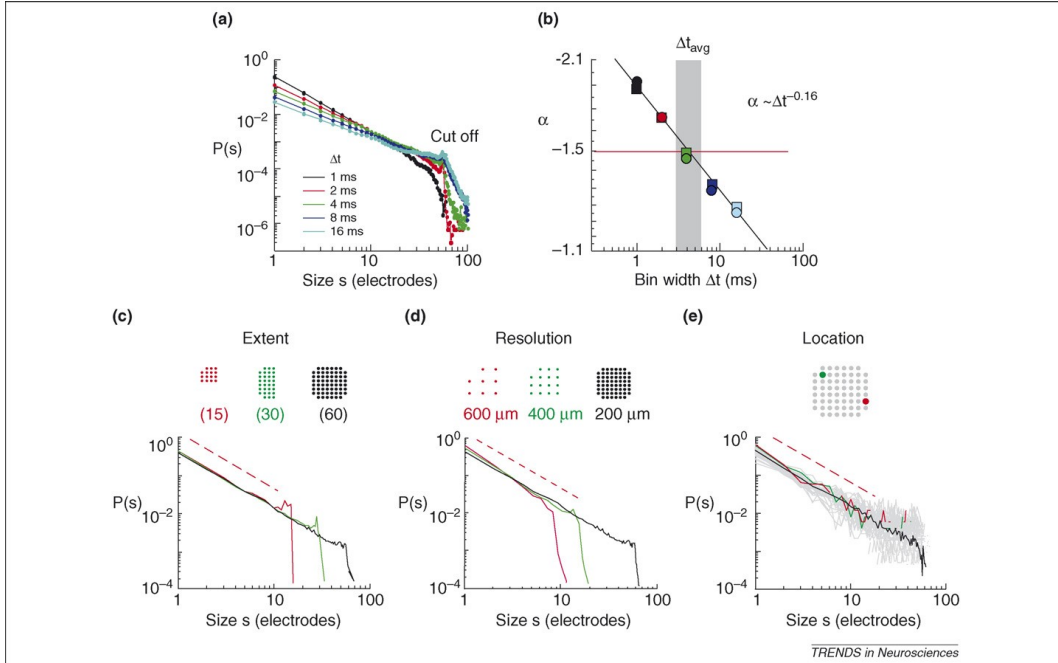 (a)
10^0
10^-2
P(s)
10^-4
10^-6
Cut off
Δt
1 ms
2 ms
4 ms
8 ms
16 ms
1 10 100
Size s (electrodes)
(b)
Δt_avg
-2.1
α ~Δt^-0.16
α
-1.5
-1.1
1 10 100
Bin width Δt (ms)
(c)
Extent
(15) (30) (60)
10^0
P(s)
10^-2
10^-4
1 10 100
Size s (electrodes)
(d)
Resolution
600 μm 400 μm 200 μm
10^0
P(s)
10^-2
10^-4
1 10 100
Size s (electrodes)
(e)
Location
10^0
P(s)
10^-2
10^-4
1 10 100
Size s (electrodes)
TRENDS in Neurosciences